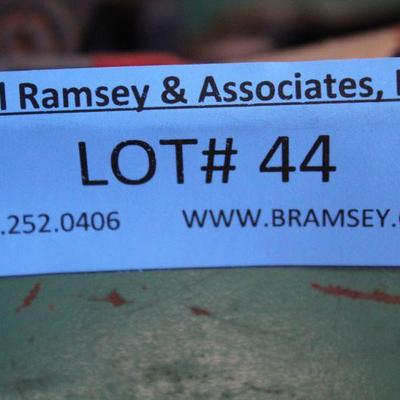 Ramsey & Associates,
LOT# 44
.252.0406 WWW.BRAMSEY.